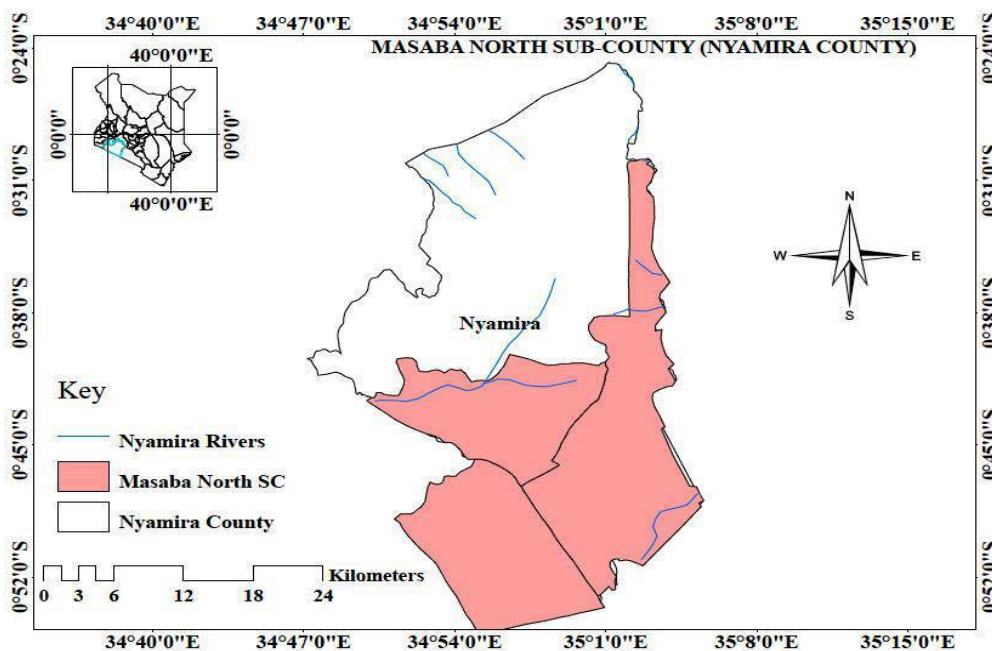 34°40'0"E 34°47'0"E 34°54'0"E 35°1'0"E 35°8'0"E 35°15'0"E
MASABA NORTH SUB-COUNTY (NYAMIRA COUNTY)
40°0'0"E
0°0'0"
0°0'0"
40°0'0"E
0°24'0"S
0°24'0"S
0°31'0"S
0°31'0"S
N
W
E
S
0°38'0"S
0°38'0"S
Nyamira
Key
Nyamira Rivers
0°45'0"S
0°45'0"S
Masaba North SC
Nyamira County
Kilometers
0 3 6 12 18 24
0°52'0"S
0°52'0"S
34°40'0"E 34°47'0"E 34°54'0"E 35°1'0"E 35°8'0"E 35°15'0"E